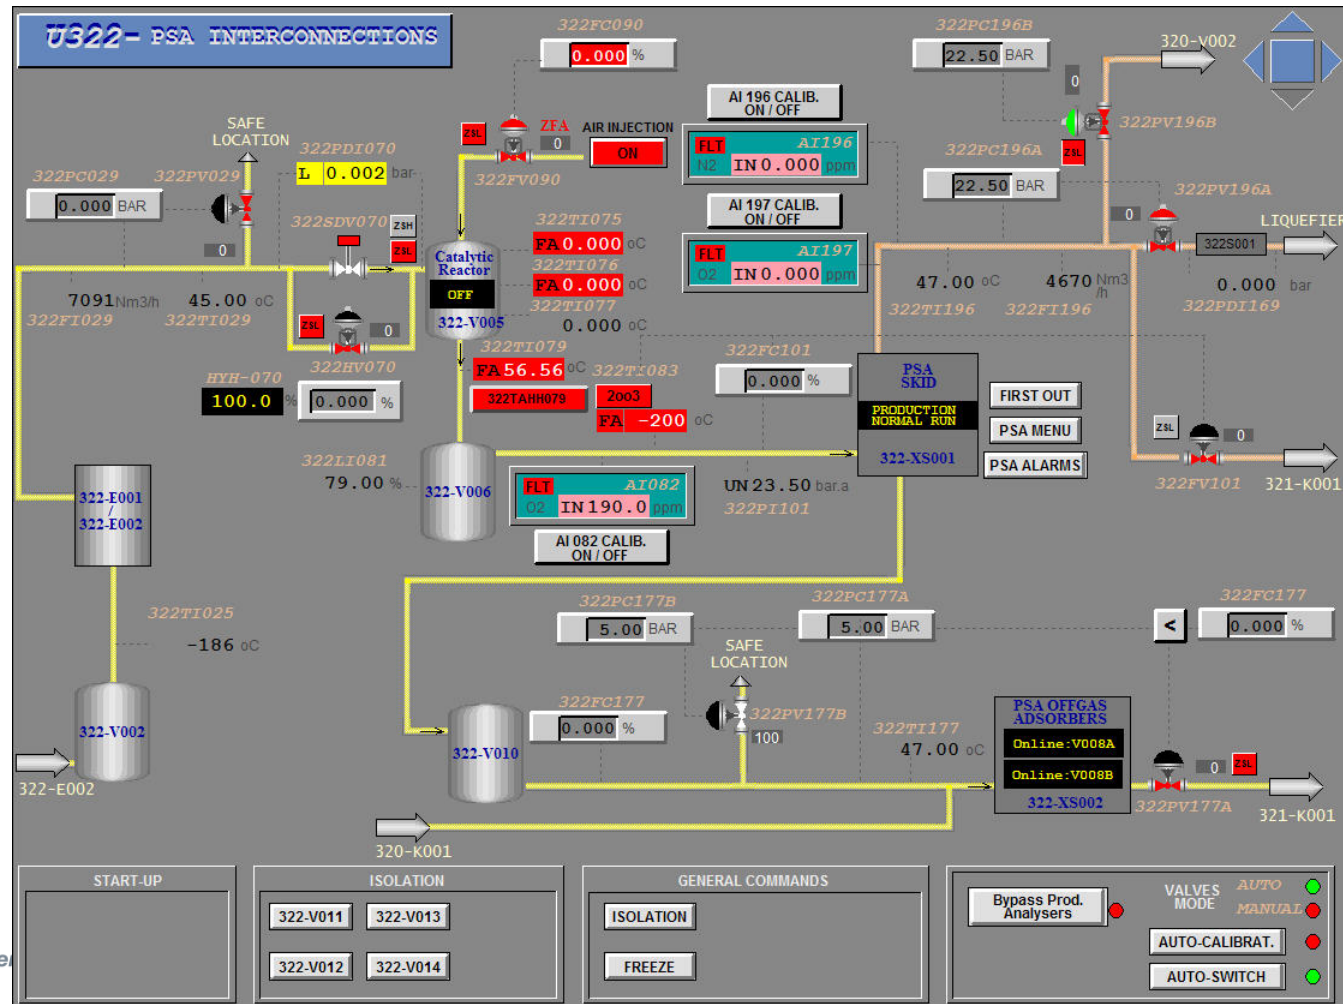 U322- PSA INTERCONNECTIONS
322FC090
0.000 %
322PC196B
22.50 BAR
320-V002
AI 196 CALIB.
ON / OFF
0
322PV196B
ZSL
SAFE
LOCATION
322PDI070
L 0.002 bar
ZSL
ZFA
0
AIR INJECTION
ON
322FV090
FLT AI196
N2 IN 0.000 ppm
322PC196A
22.50 BAR
322PV196A
0
322PC029
0.000 BAR
322PV029
0
322SDV070
ZSH
ZSL
AI 197 CALIB.
ON / OFF
FLT AI197
O2 IN 0.000 ppm
LIQUEFIER
322S001
322TI075
FA 0.000 oC
322TI076
FA 0.000 oC
322TI077
0.000 oC
Catalytic
Reactor
OFF
322-V005
7091 Nm3/h
322FI029
45.00 oC
322TI029
ZSL
0
47.00 oC
322TI196
4670 Nm3
/h
322FI196
0.000 bar
322PDI169
322HV070
0.000 %
HYH-070
100.0 %
322TI079
FA 56.56 oC
322TAHH079
322TI083
2oo3
FA -200 oC
322FC101
0.000 %
PSA
SKID
PRODUCTION
NORMAL RUN
322-XS001
FIRST OUT
PSA MENU
PSA ALARMS
ZSL
0
322FV101
321-K001
322LI081
79.00 %
322-V006
FLT AI082
O2 IN 190.0 ppm
AI 082 CALIB.
ON / OFF
UN 23.50 bar.a
322PI101
322-E001
/
322-E002
322TI025
-186 oC
322-V002
322-E002
322PC177B
5.00 BAR
322PC177A
5.00 BAR
<
322FC177
0.000 %
SAFE
LOCATION
322FC177
0.000 %
322PV177B
100
322TI177
47.00 oC
322-V010
PSA OFFGAS
ADSORBERS
Online:V008A
Online:V008B
322-XS002
0
ZSL
322PV177A
321-K001
320-K001
START-UP
ISOLATION
322-V011 322-V013
322-V012 322-V014
GENERAL COMMANDS
ISOLATION
FREEZE
Bypass Prod.
Analysers
VALVES
MODE
AUTO
MANUAL
AUTO-CALIBRAT.
AUTO-SWITCH